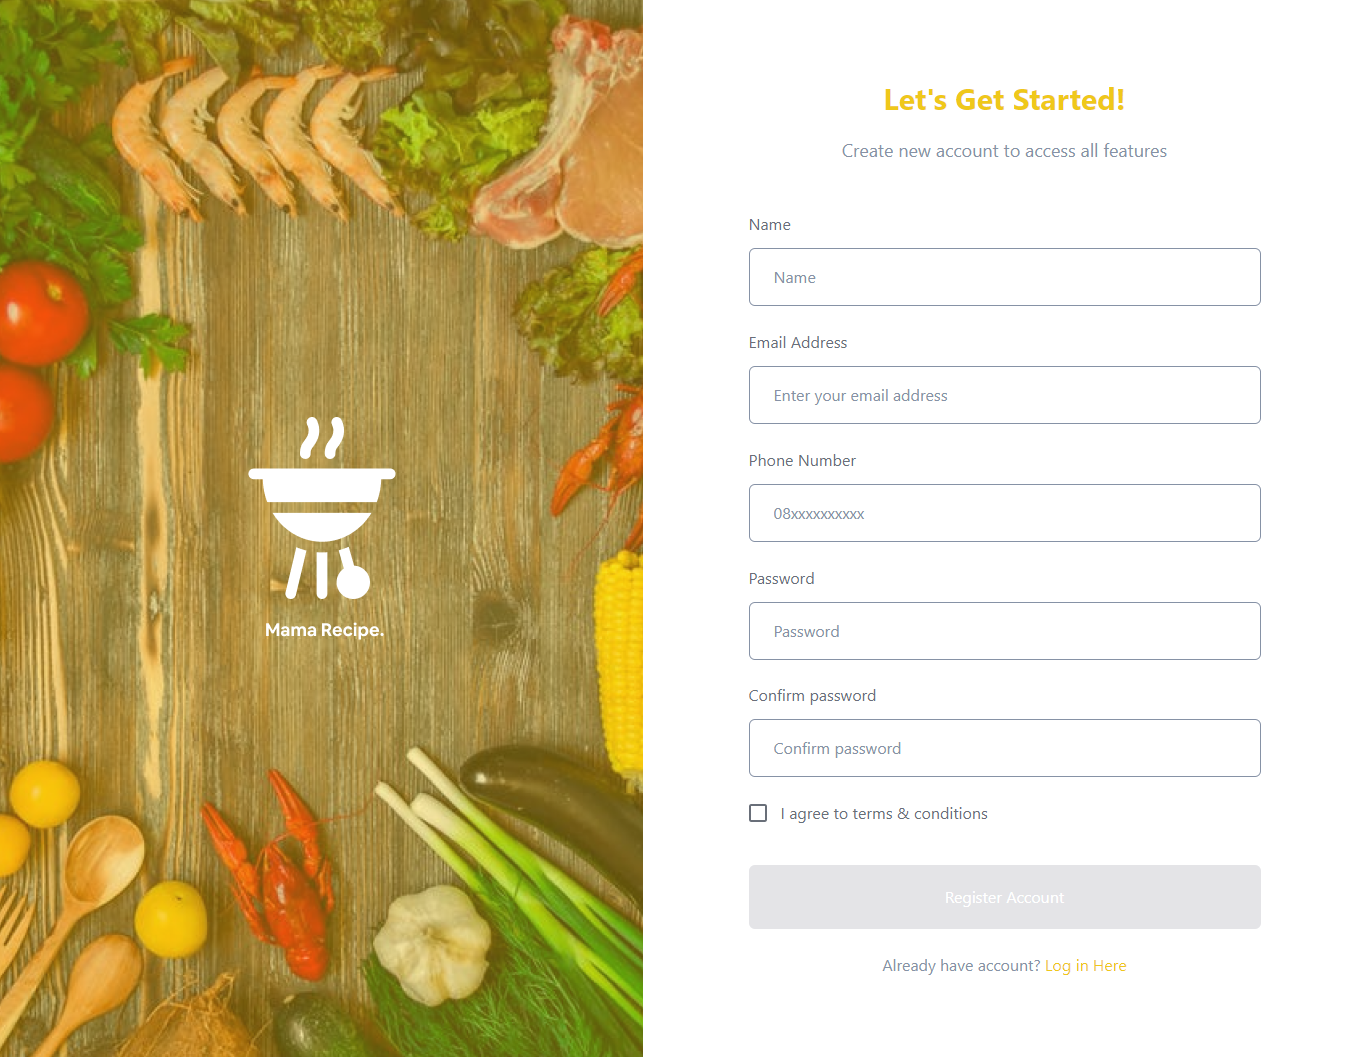 Mama Recipe.
Let's Get Started!
Create new account to access all features
Name
Name
Email Address
Enter your email address
Phone Number
08xxxxxxxxxx
Password
Password
Confirm password
Confirm password
I agree to terms & conditions
Register Account
Already have account? Log in Here